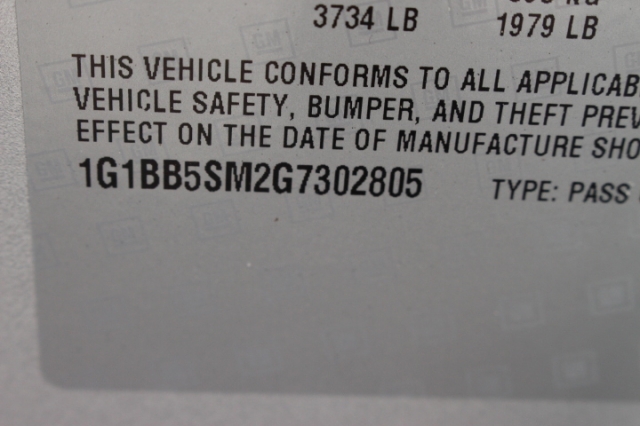 3734 LB 1979 LB
THIS VEHICLE CONFORMS TO ALL APPLICAB
VEHICLE SAFETY, BUMPER, AND THEFT PREV
EFFECT ON THE DATE OF MANUFACTURE SHO
1G1BB5SM2G7302805 TYPE: PASS